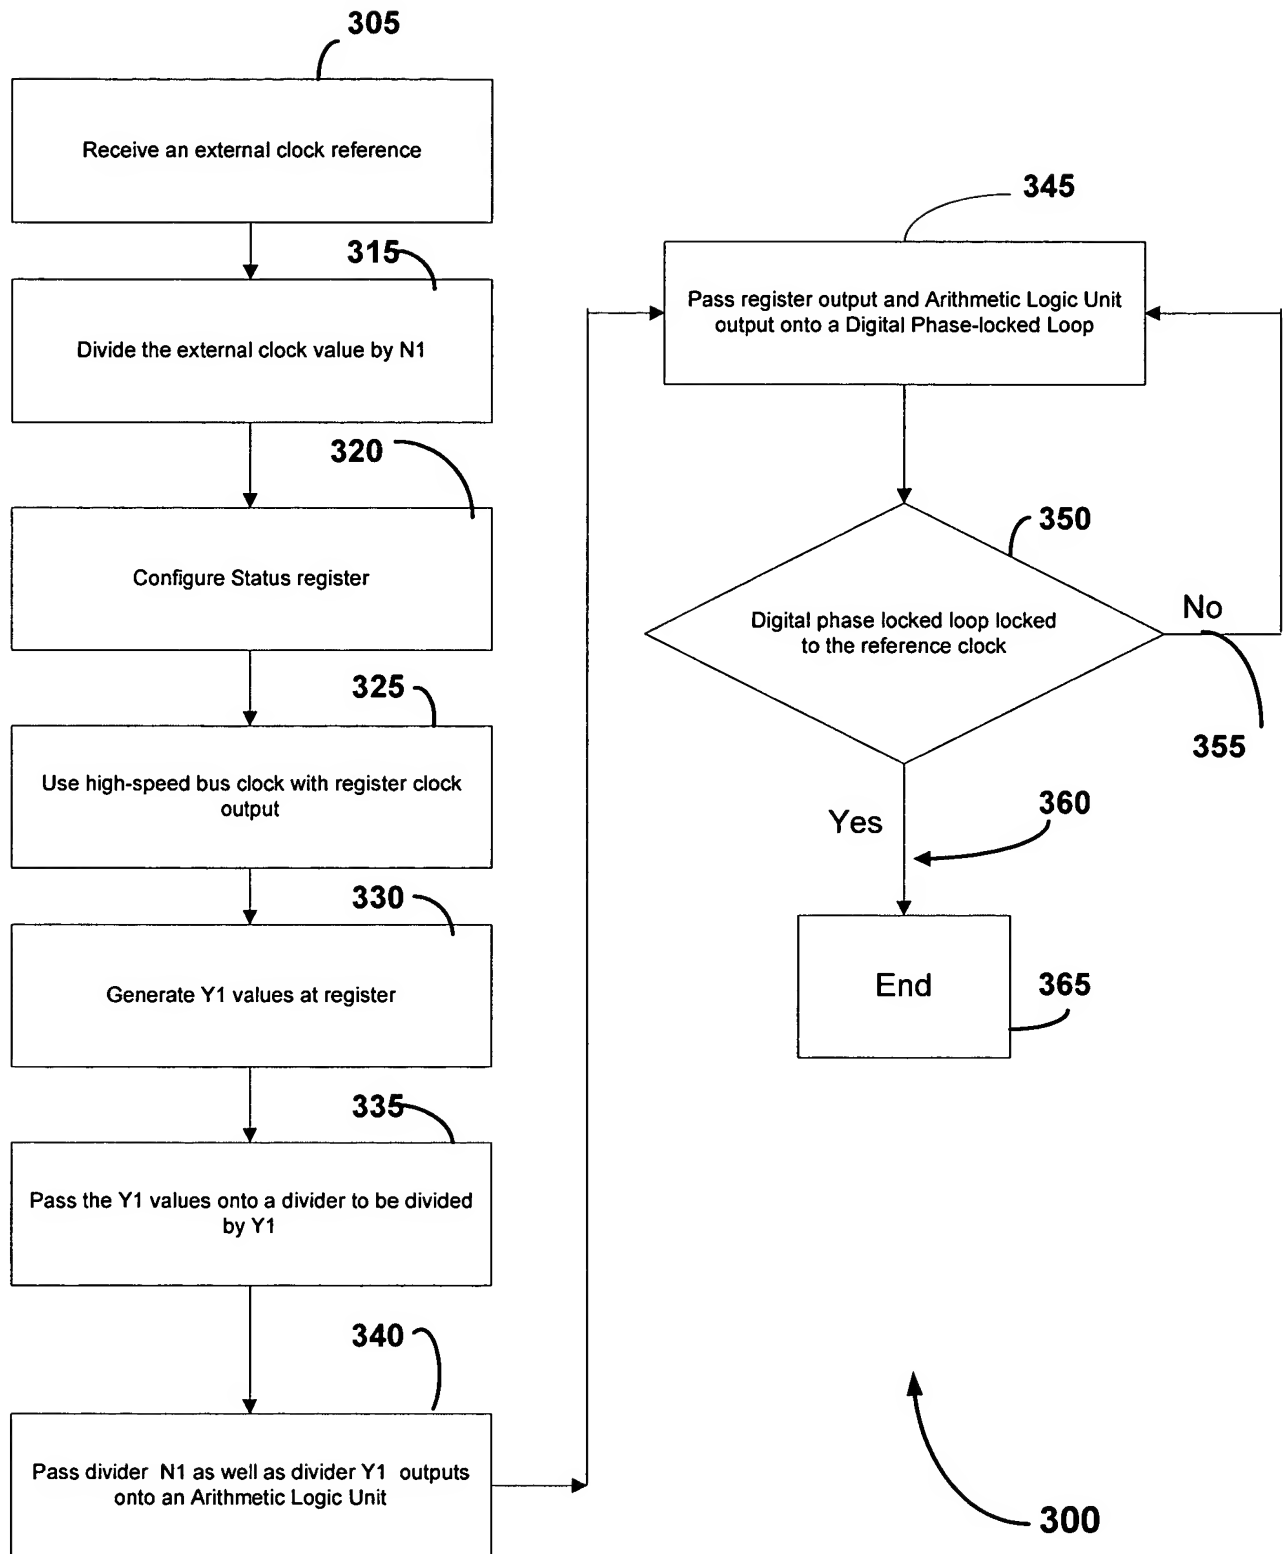 305
Receive an external clock reference
315
Divide the external clock value by N1
320
Configure Status register
325
Use high-speed bus clock with register clock
output
330
Generate Y1 values at register
335
Pass the Y1 values onto a divider to be divided
by Y1
340
Pass divider N1 as well as divider Y1 outputs
onto an Arithmetic Logic Unit
345
Pass register output and Arithmetic Logic Unit
output onto a Digital Phase-locked Loop
350
Digital phase locked loop locked
to the reference clock
No
355
Yes
360
End
365
300